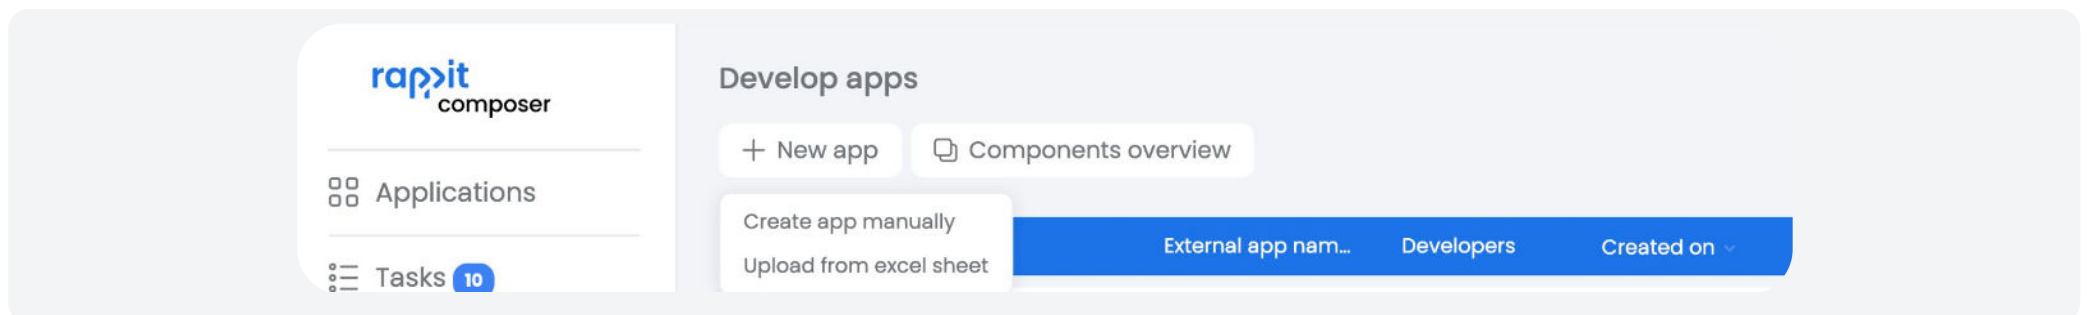 rappit
composer
Applications
Tasks 10
Develop apps
New app
Components overview
Create app manually
Upload from excel sheet
External app nam...
Developers
Created on